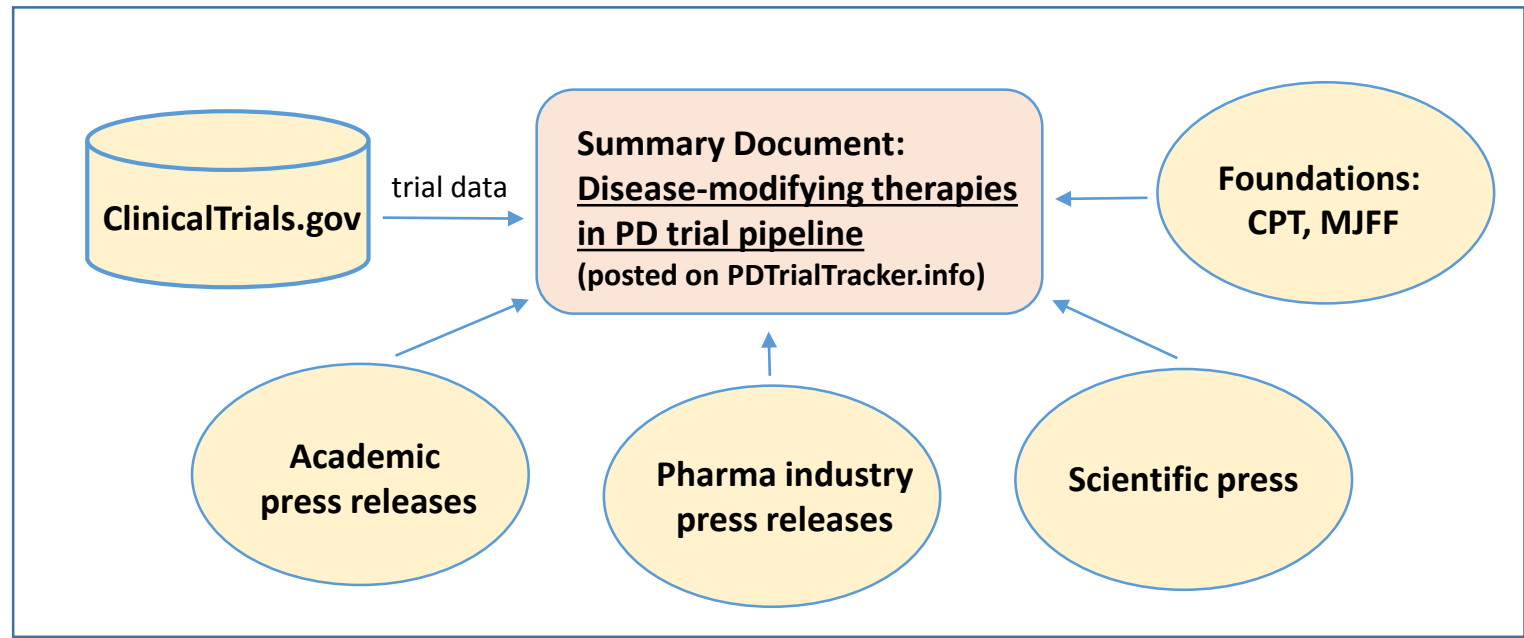 ClinicalTrials.gov
trial data
Summary Document:
Disease-modifying therapies
in PD trial pipeline
(posted on PDTrialTracker.info)
Foundations:
CPT, MJFF
Academic
press releases
Pharma industry
press releases
Scientific press